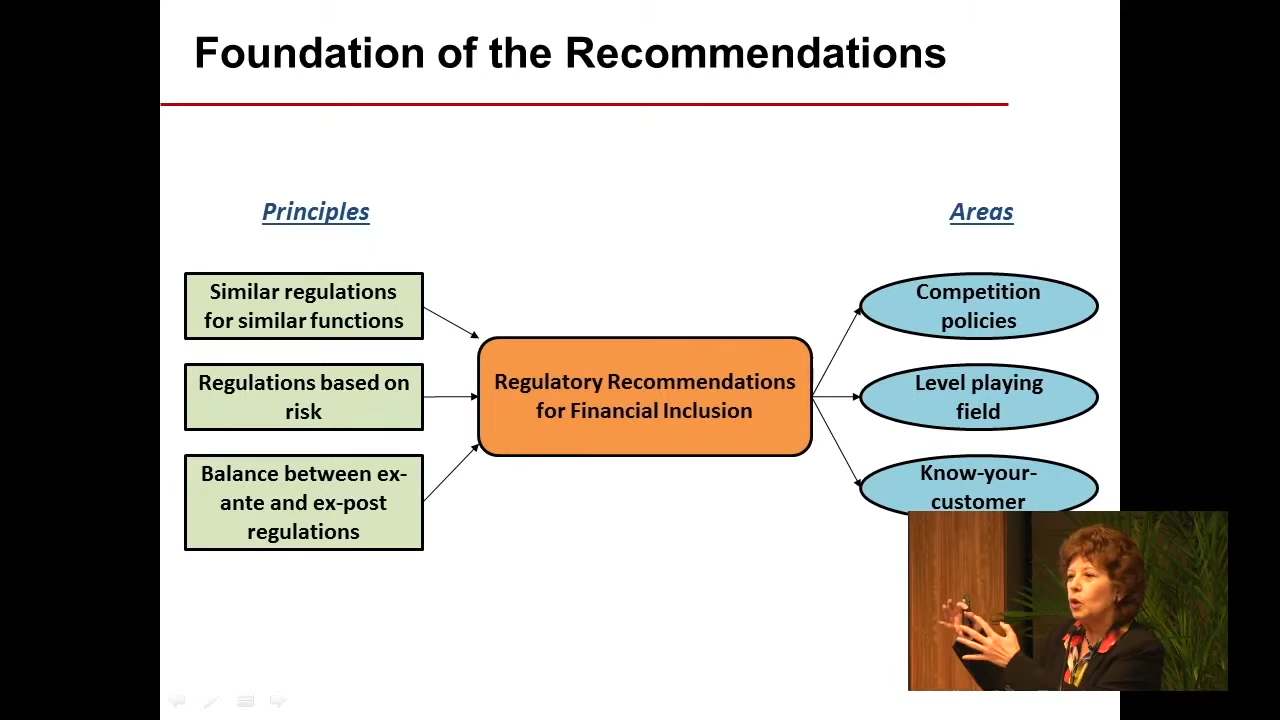 Foundation of the Recommendations
Principles
Areas
Similar regulations
for similar functions
Regulations based on
risk
Balance between ex-
ante and ex-post
regulations
Regulatory Recommendations
for Financial Inclusion
Competition
policies
Level playing
field
Know-your-
customer